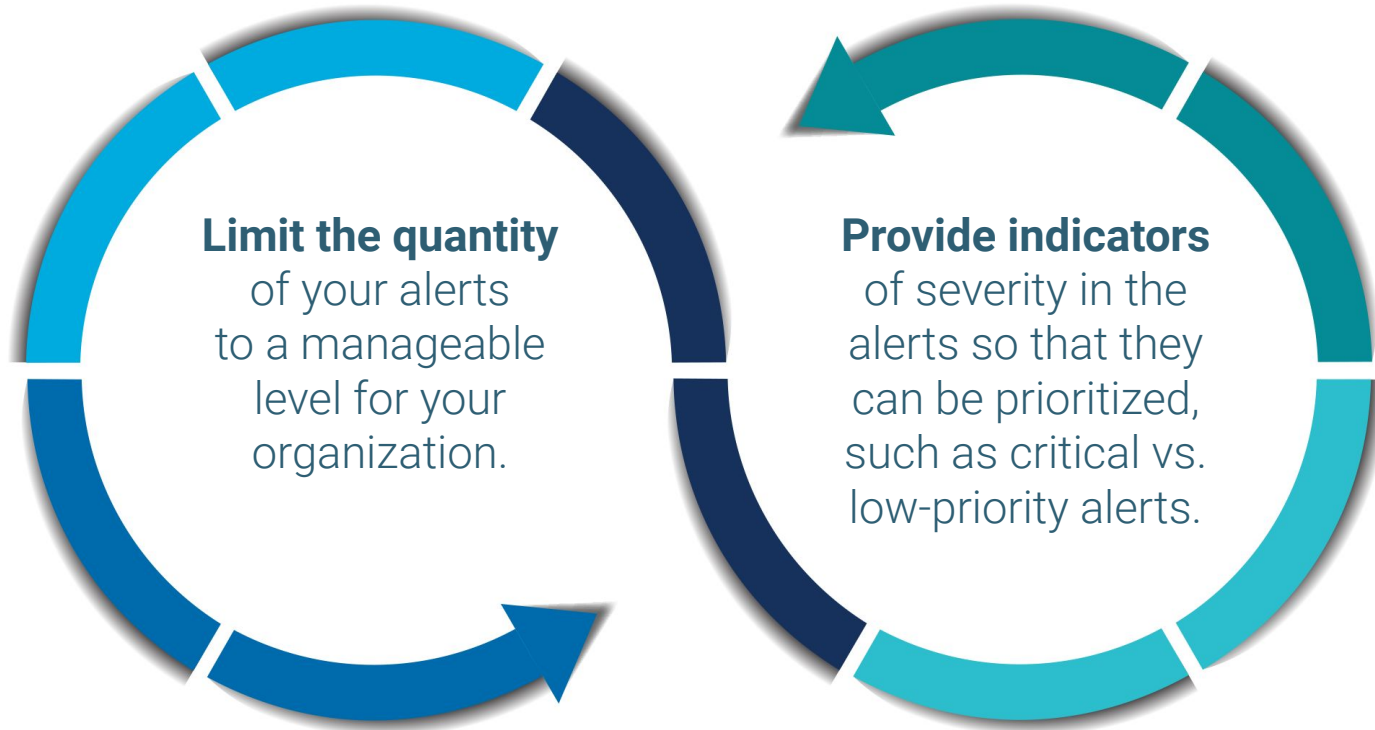 Limit the quantity
of your alerts
to a manageable
level for your
organization.
Provide indicators
of severity in the
alerts so that they
can be prioritized,
such as critical vs.
low-priority alerts.